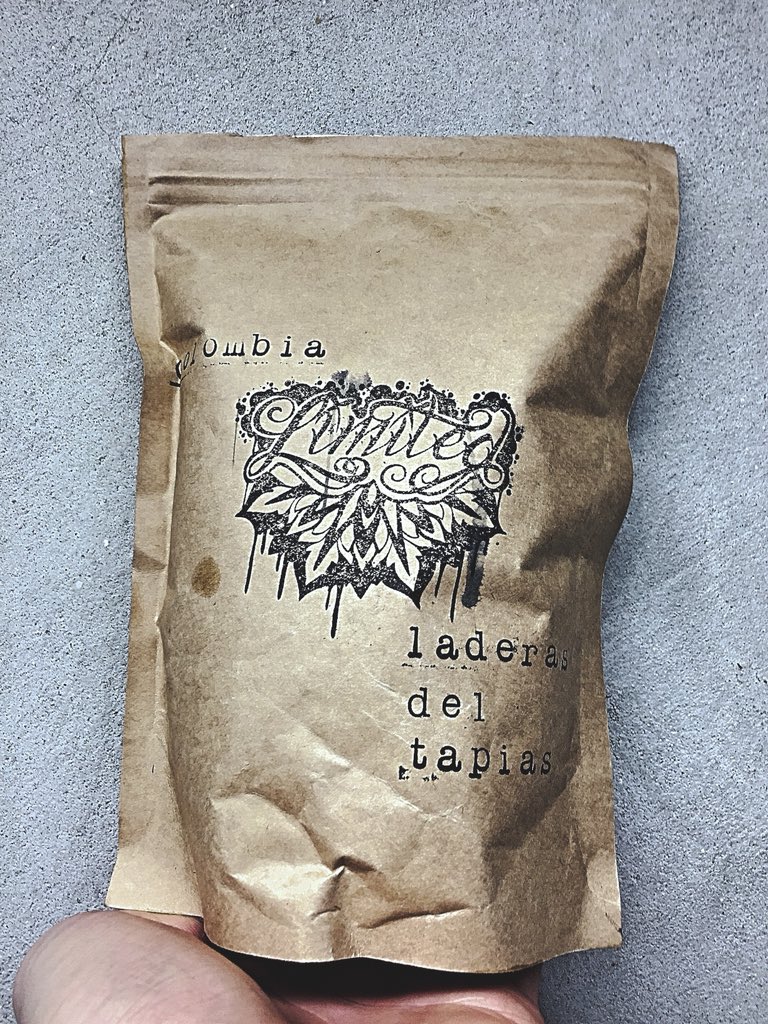 colombia
Limited
laderas
del
tapias